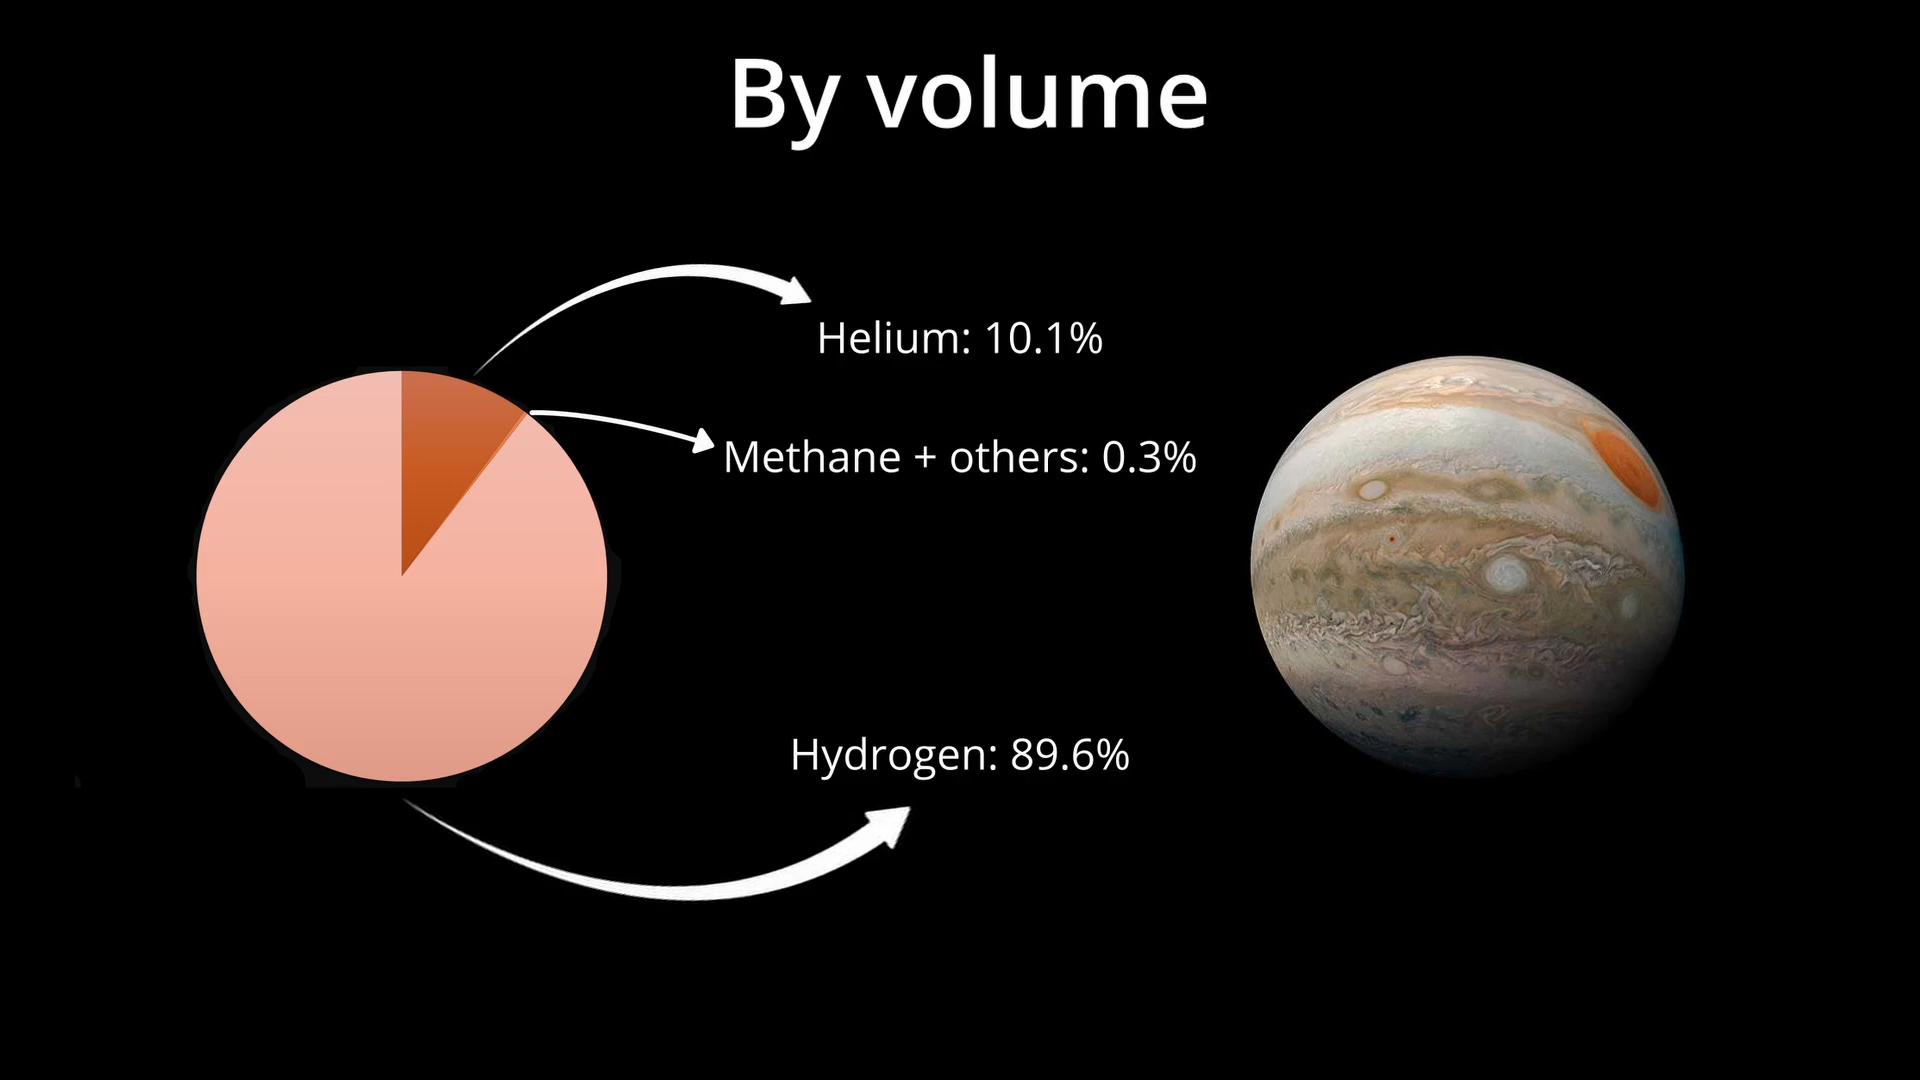 By volume
Helium: 10.1%
Methane + others: 0.3%
Hydrogen: 89.6%